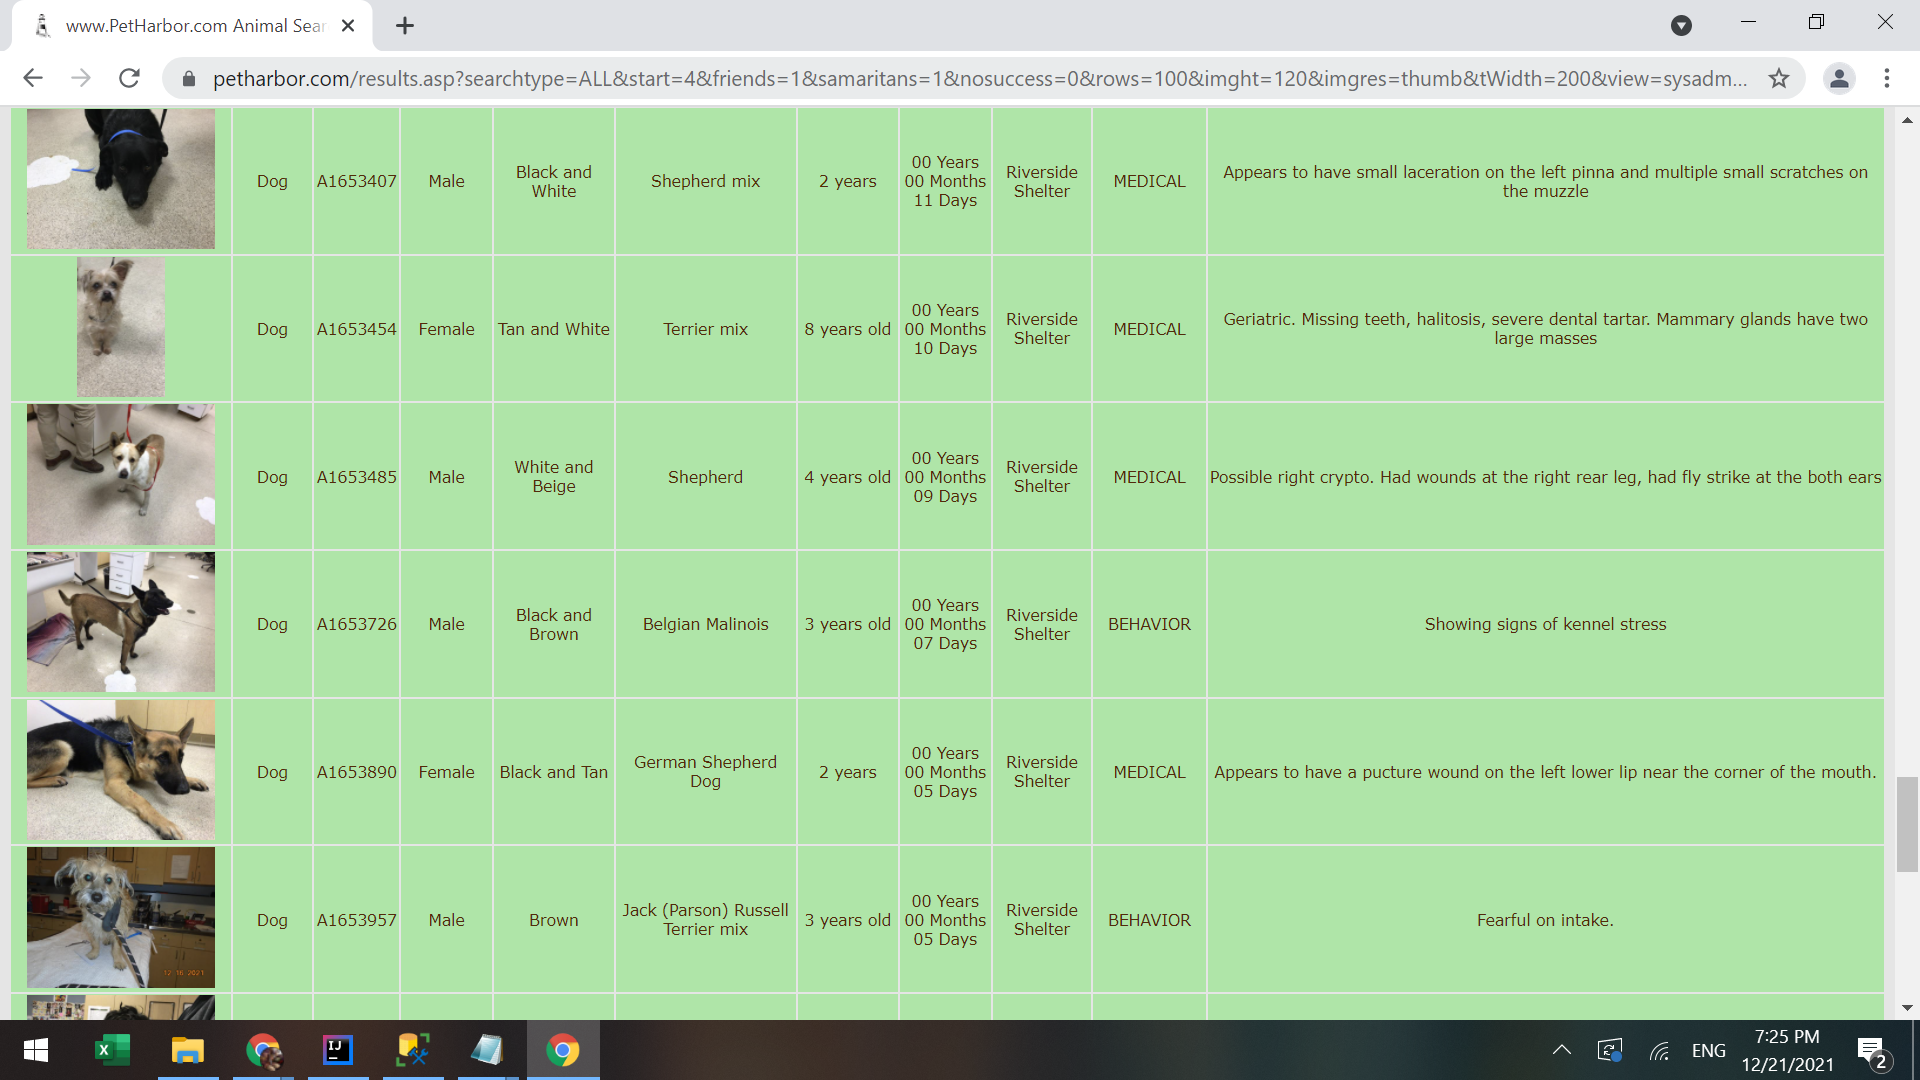 www.PetHarbor.com Animal Sear
petharbor.com/results.asp?searchtype=ALL&start=4&friends=1&samaritans=1&nosuccess=0&rows=100&imght=120&imgres=thumb&tWidth=200&view=sysadm...
Dog A1653407 Male Black and White Shepherd mix 2 years 00 Years 00 Months 11 Days Riverside Shelter MEDICAL Appears to have small laceration on the left pinna and multiple small scratches on the muzzle
Dog A1653454 Female Tan and White Terrier mix 8 years old 00 Years 00 Months 10 Days Riverside Shelter MEDICAL Geriatric. Missing teeth, halitosis, severe dental tartar. Mammary glands have two large masses
Dog A1653485 Male White and Beige Shepherd 4 years old 00 Years 00 Months 09 Days Riverside Shelter MEDICAL Possible right crypto. Had wounds at the right rear leg, had fly strike at the both ears
Dog A1653726 Male Black and Brown Belgian Malinois 3 years old 00 Years 00 Months 07 Days Riverside Shelter BEHAVIOR Showing signs of kennel stress
Dog A1653890 Female Black and Tan German Shepherd Dog 2 years 00 Years 00 Months 05 Days Riverside Shelter MEDICAL Appears to have a pucture wound on the left lower lip near the corner of the mouth.
Dog A1653957 Male Brown Jack (Parson) Russell Terrier mix 3 years old 00 Years 00 Months 05 Days Riverside Shelter BEHAVIOR Fearful on intake.
12 16 2021
IJ
ENG
7:25 PM
12/21/2021
2